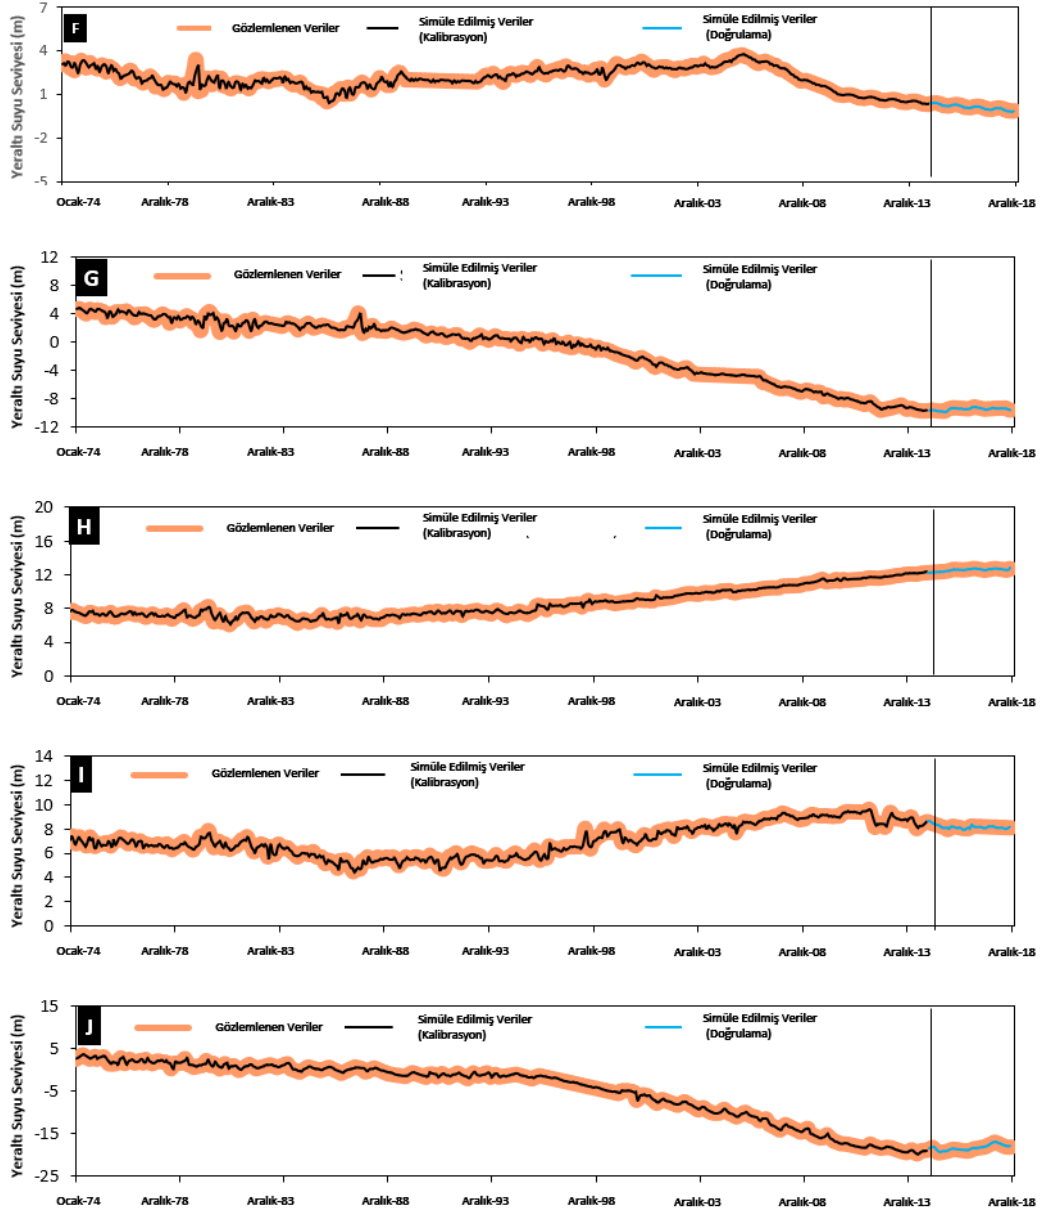 F
Gözlemlenen Veriler
Simüle Edilmiş Veriler
(Kalibrasyon)
Simüle Edilmiş Veriler
(Doğrulama)
Yeraltı Suyu Seviyesi (m)
7
4
1
-2
-5
Ocak-74 Aralık-78 Aralık-83 Aralık-88 Aralık-93 Aralık-98 Aralık-03 Aralık-08 Aralık-13 Aralık-18
G
Gözlemlenen Veriler
Simüle Edilmiş Veriler
(Kalibrasyon)
Simüle Edilmiş Veriler
(Doğrulama)
Yeraltı Suyu Seviyesi (m)
12
8
4
0
-4
-8
-12
Ocak-74 Aralık-78 Aralık-83 Aralık-88 Aralık-93 Aralık-98 Aralık-03 Aralık-08 Aralık-13 Aralık-18
H
Gözlemlenen Veriler
Simüle Edilmiş Veriler
(Kalibrasyon)
Simüle Edilmiş Veriler
(Doğrulama)
Yeraltı Suyu Seviyesi (m)
20
16
12
8
4
0
Ocak-74 Aralık-78 Aralık-83 Aralık-88 Aralık-93 Aralık-98 Aralık-03 Aralık-08 Aralık-13 Aralık-18
I
Gözlemlenen Veriler
Simüle Edilmiş Veriler
(Kalibrasyon)
Simüle Edilmiş Veriler
(Doğrulama)
Yeraltı Suyu Seviyesi (m)
14
12
10
8
6
4
2
0
Ocak-74 Aralık-78 Aralık-83 Aralık-88 Aralık-93 Aralık-98 Aralık-03 Aralık-08 Aralık-13 Aralık-18
J
Gözlemlenen Veriler
Simüle Edilmiş Veriler
(Kalibrasyon)
Simüle Edilmiş Veriler
(Doğrulama)
Yeraltı Suyu Seviyesi (m)
15
5
-5
-15
-25
Ocak-74 Aralık-78 Aralık-83 Aralık-88 Aralık-93 Aralık-98 Aralık-03 Aralık-08 Aralık-13 Aralık-18